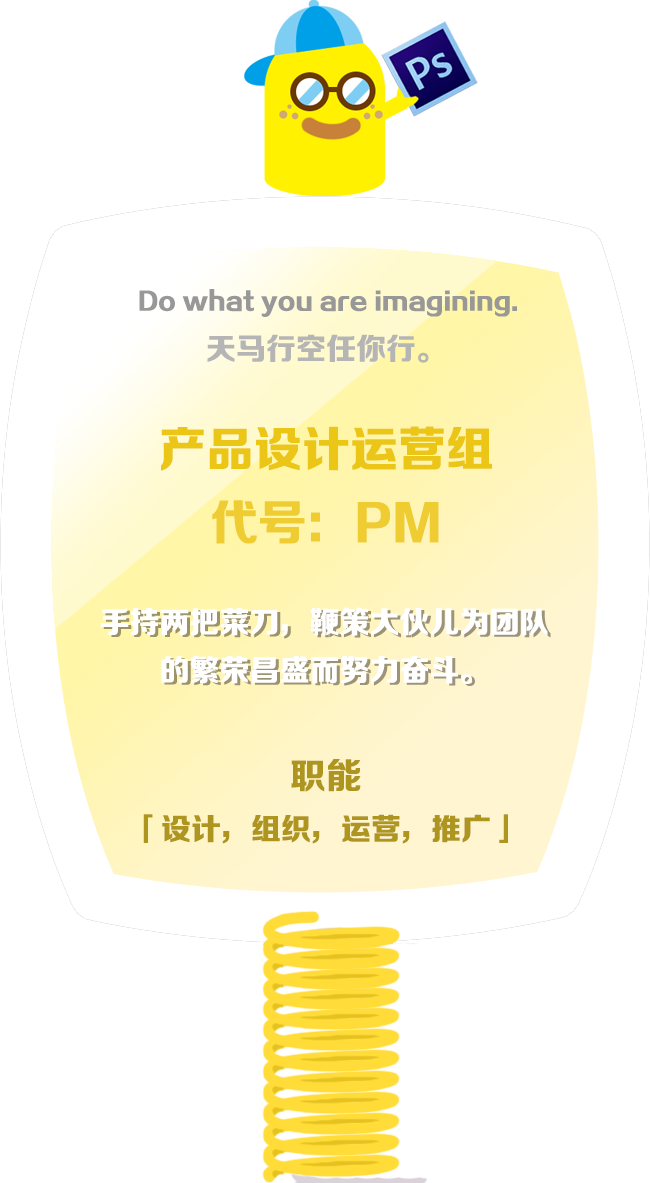 Ps
Do what you are imagining.
天马行空任你行。
产品设计运营组
代号：PM
手持两把菜刀，鞭策大伙儿为团队
的繁荣昌盛而努力奋斗。
职能
「设计，组织，运营，推广」